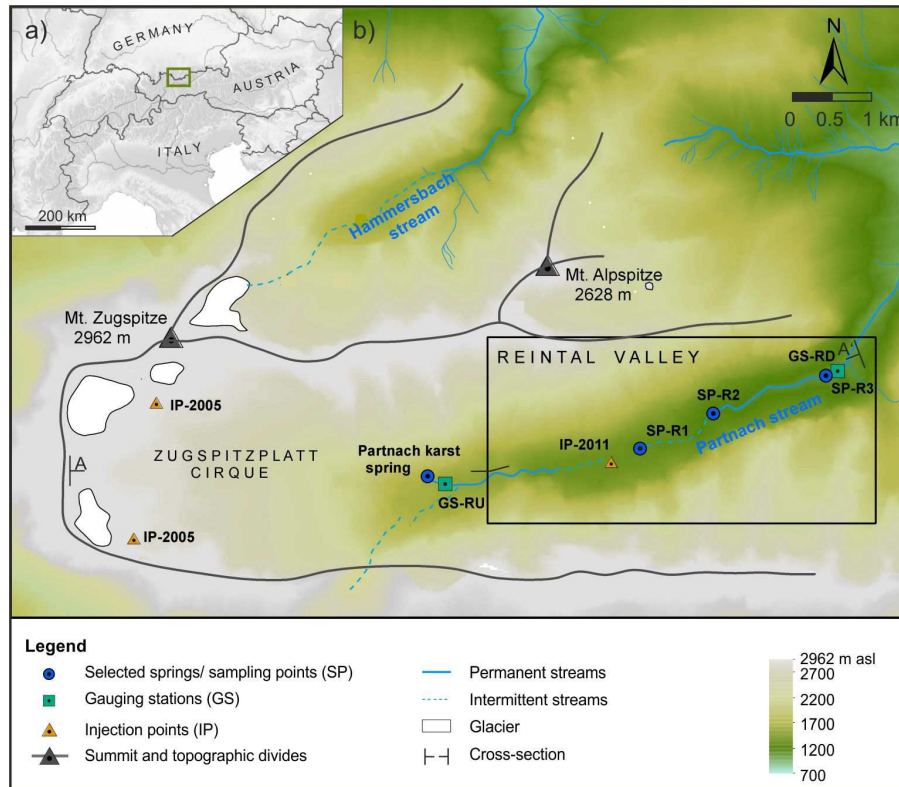 a)
GERMANY
AUSTRIA
ITALY
200 km
b)
N
0 0.5 1 km
Hammersbach
stream
Mt. Alpspitze
2628 m
Mt. Zugspitze
2962 m
REINTAL VALLEY
A'
GS-RD
SP-R3
SP-R2
Partnach stream
SP-R1
IP-2011
IP-2005
ZUGSPITZPLATT
CIRQUE
A
Partnach karst
spring
GS-RU
IP-2005
Legend
Selected springs/ sampling points (SP)
Gauging stations (GS)
Injection points (IP)
Summit and topographic divides
Permanent streams
Intermittent streams
Glacier
Cross-section
2962 m asl
2700
2200
1700
1200
700